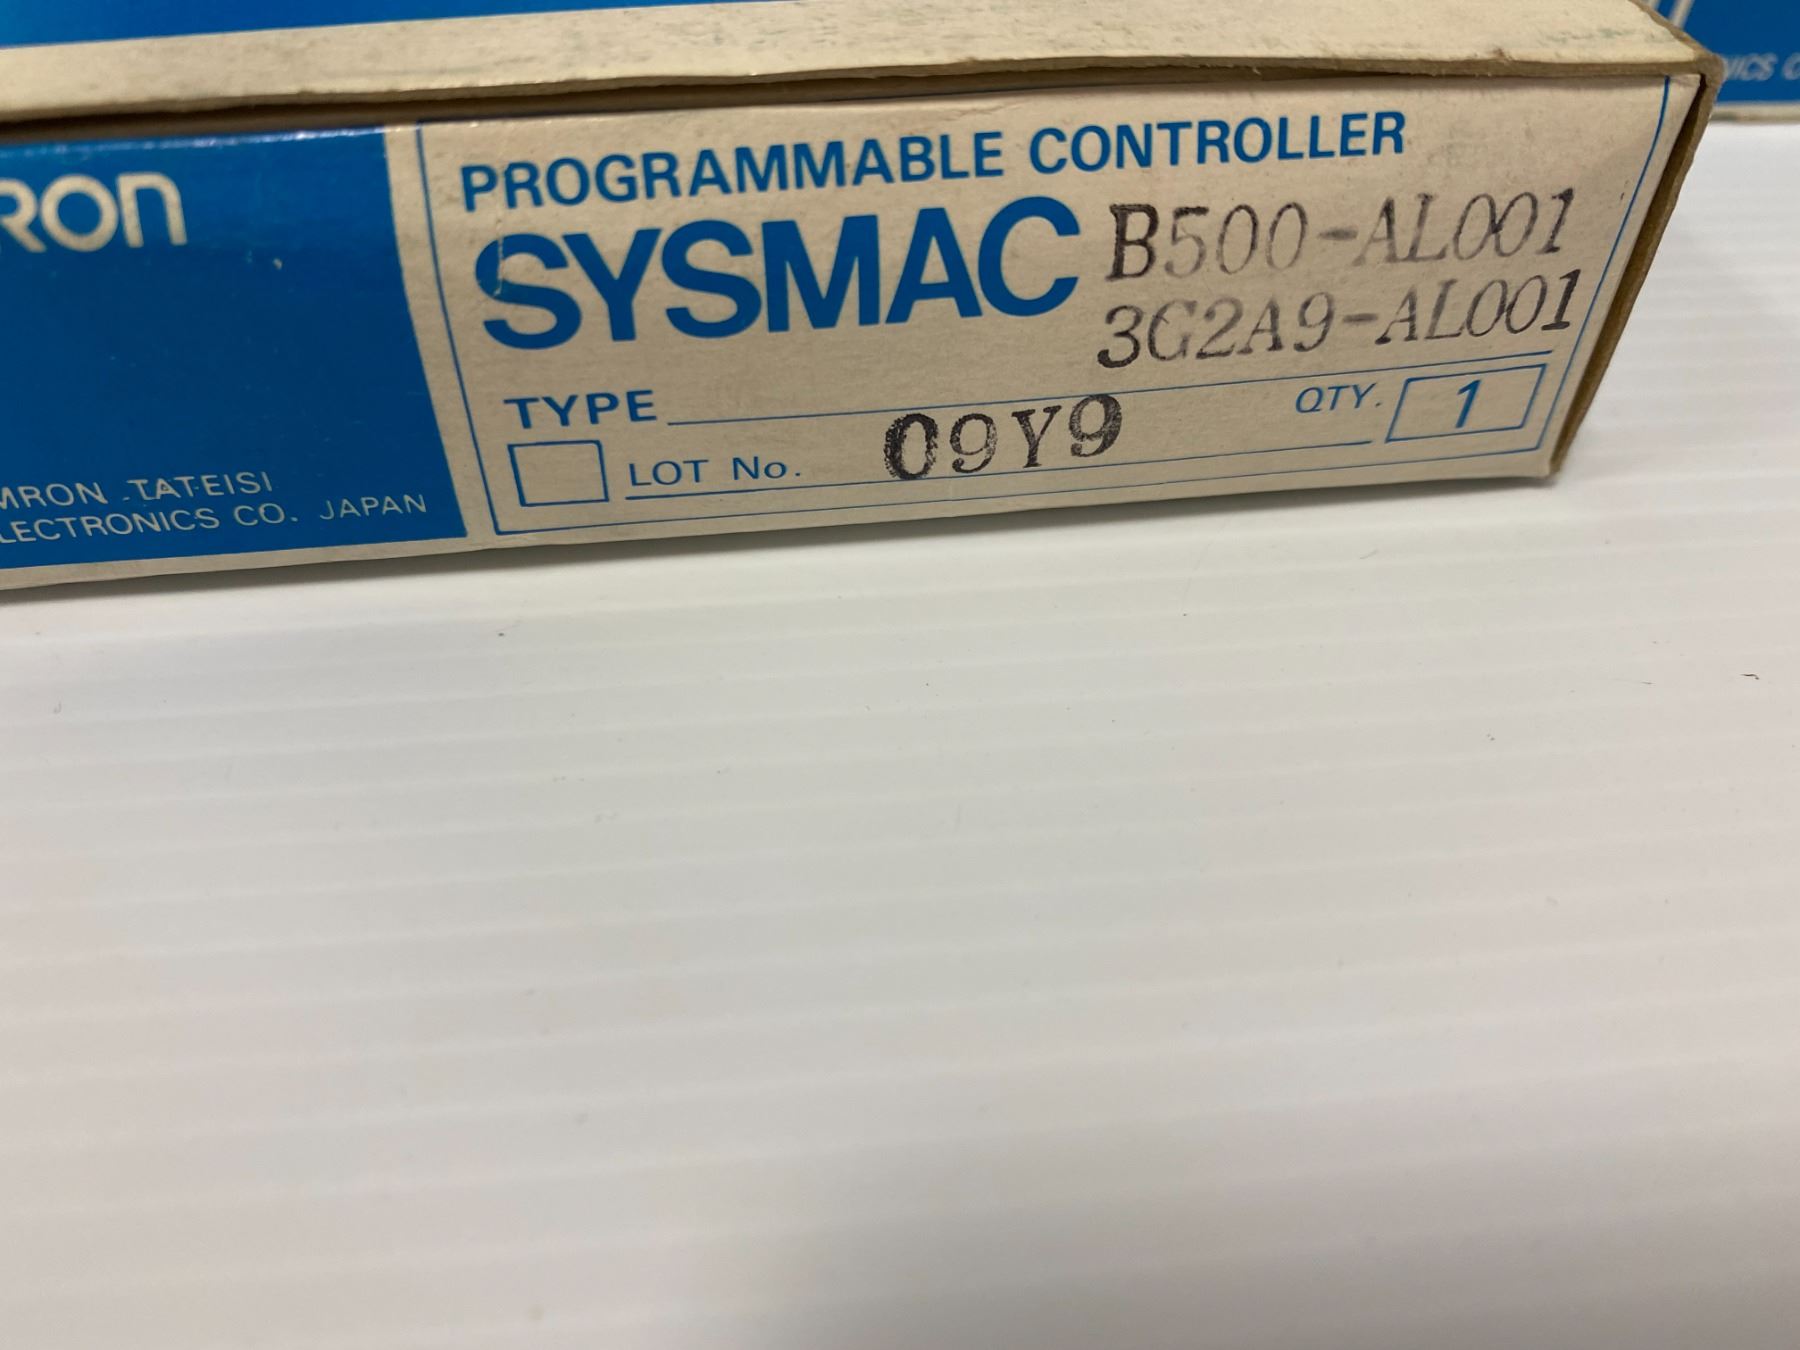 RON
MRON TATEISI
LECTRONICS CO. JAPAN
PROGRAMMABLE CONTROLLER
SYSMAC B500-AL001
3G2A9-AL001
TYPE
QTY. 1
LOT No. 09Y9
NICS C